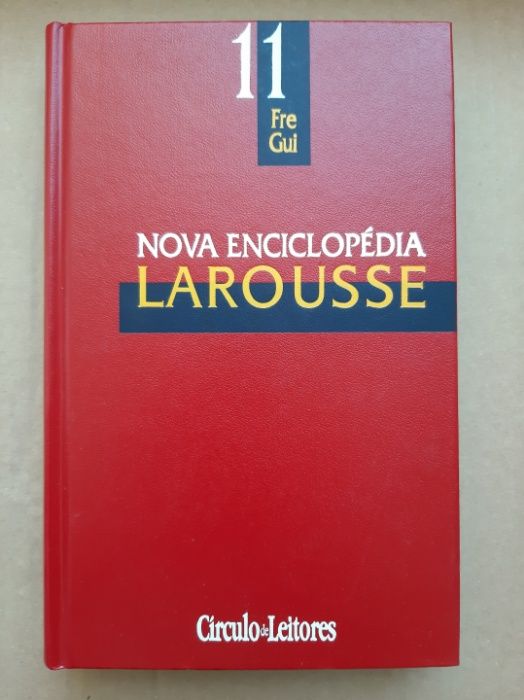 11
Fre
Gui
NOVA ENCICLOPÉDIA
LAROUSSE
Círculo de Leitores